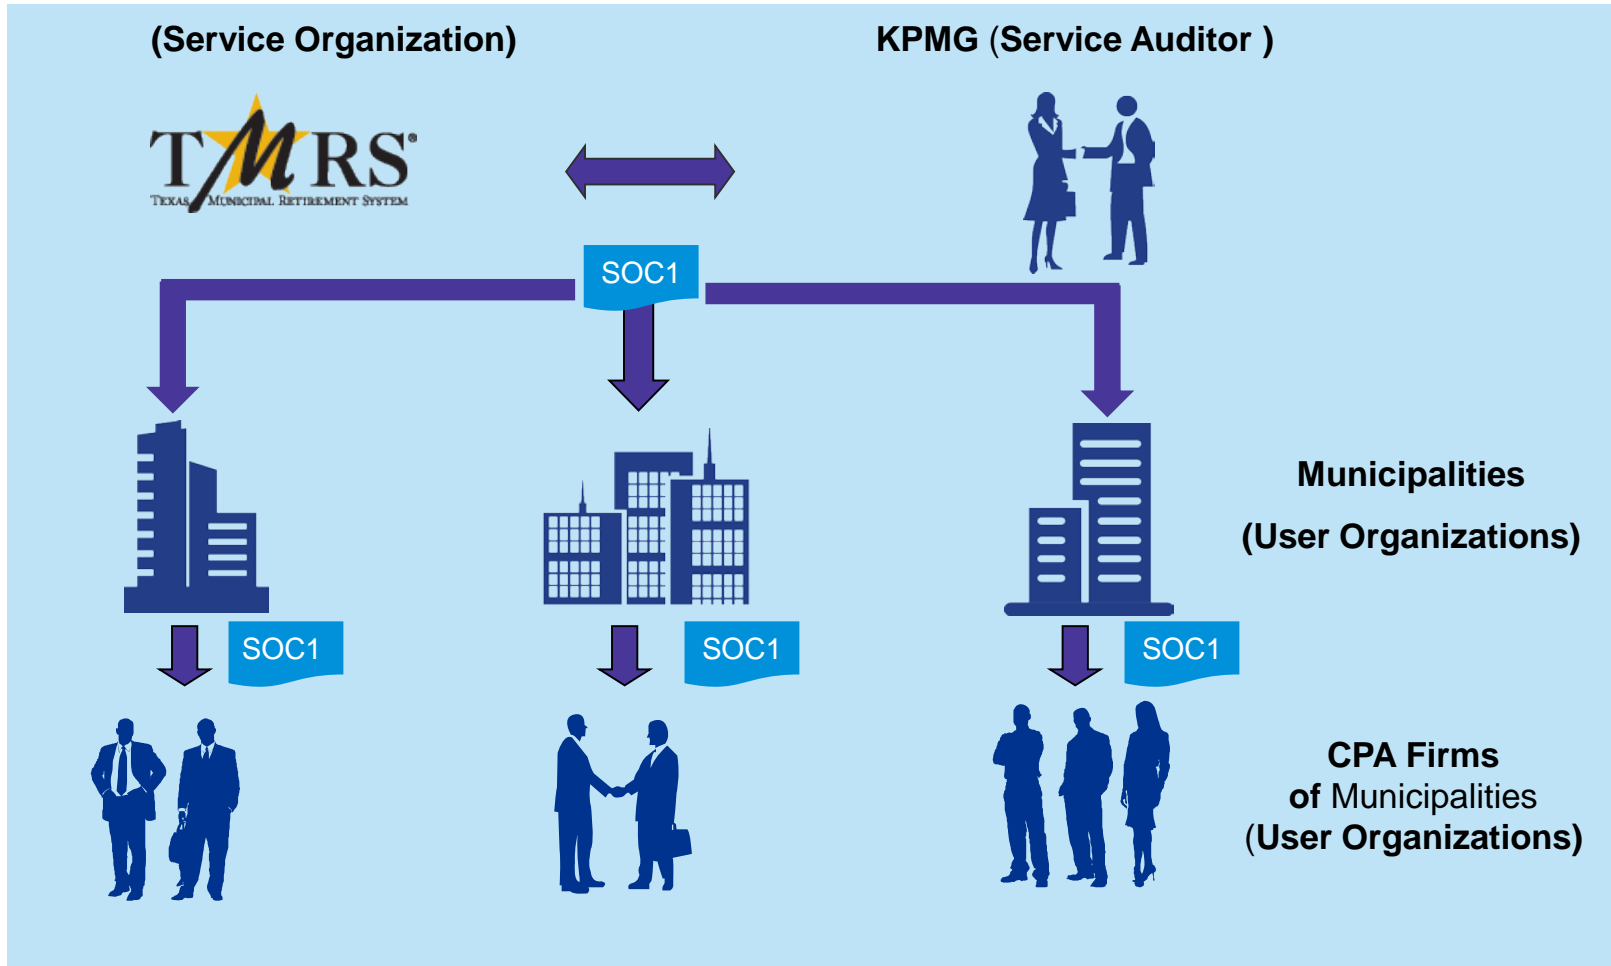 (Service Organization)
KPMG (Service Auditor )
TMRS®
TEXAS MUNICIPAL RETIREMENT SYSTEM
SOC1
Municipalities
(User Organizations)
SOC1
SOC1
SOC1
CPA Firms
of Municipalities
(User Organizations)